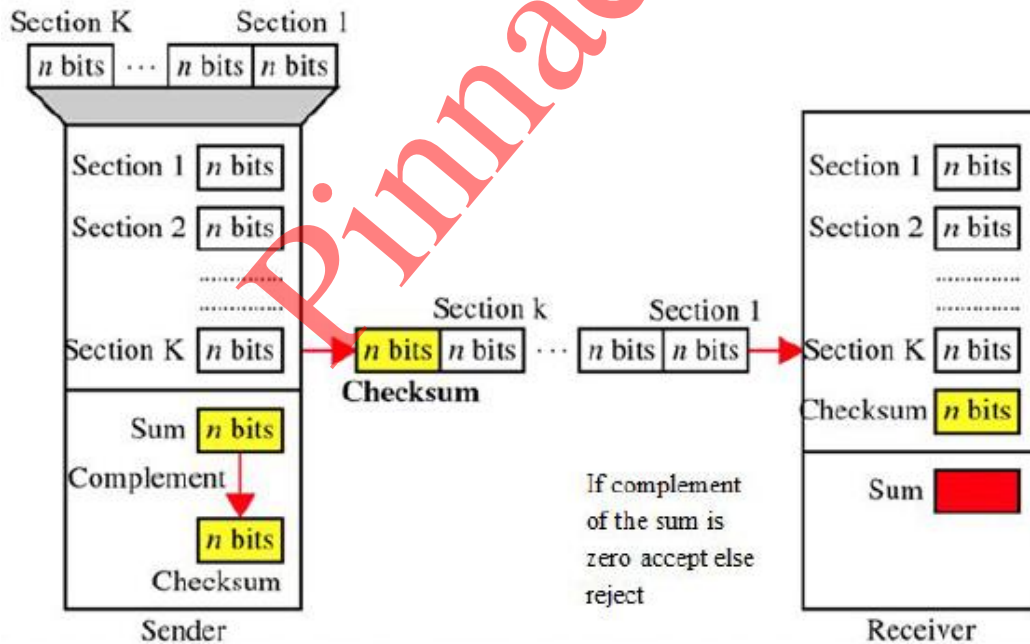 Section K Section 1
n bits ... n bits n bits
Section 1 n bits
Section 2 n bits
Section K n bits
Sum n bits
Complement
n bits
Checksum
Sender
Section k Section 1
n bits n bits ... n bits n bits
Checksum
If complement
of the sum is
zero accept else
reject
Section 1 n bits
Section 2 n bits
Section K n bits
Checksum n bits
Sum
Receiver